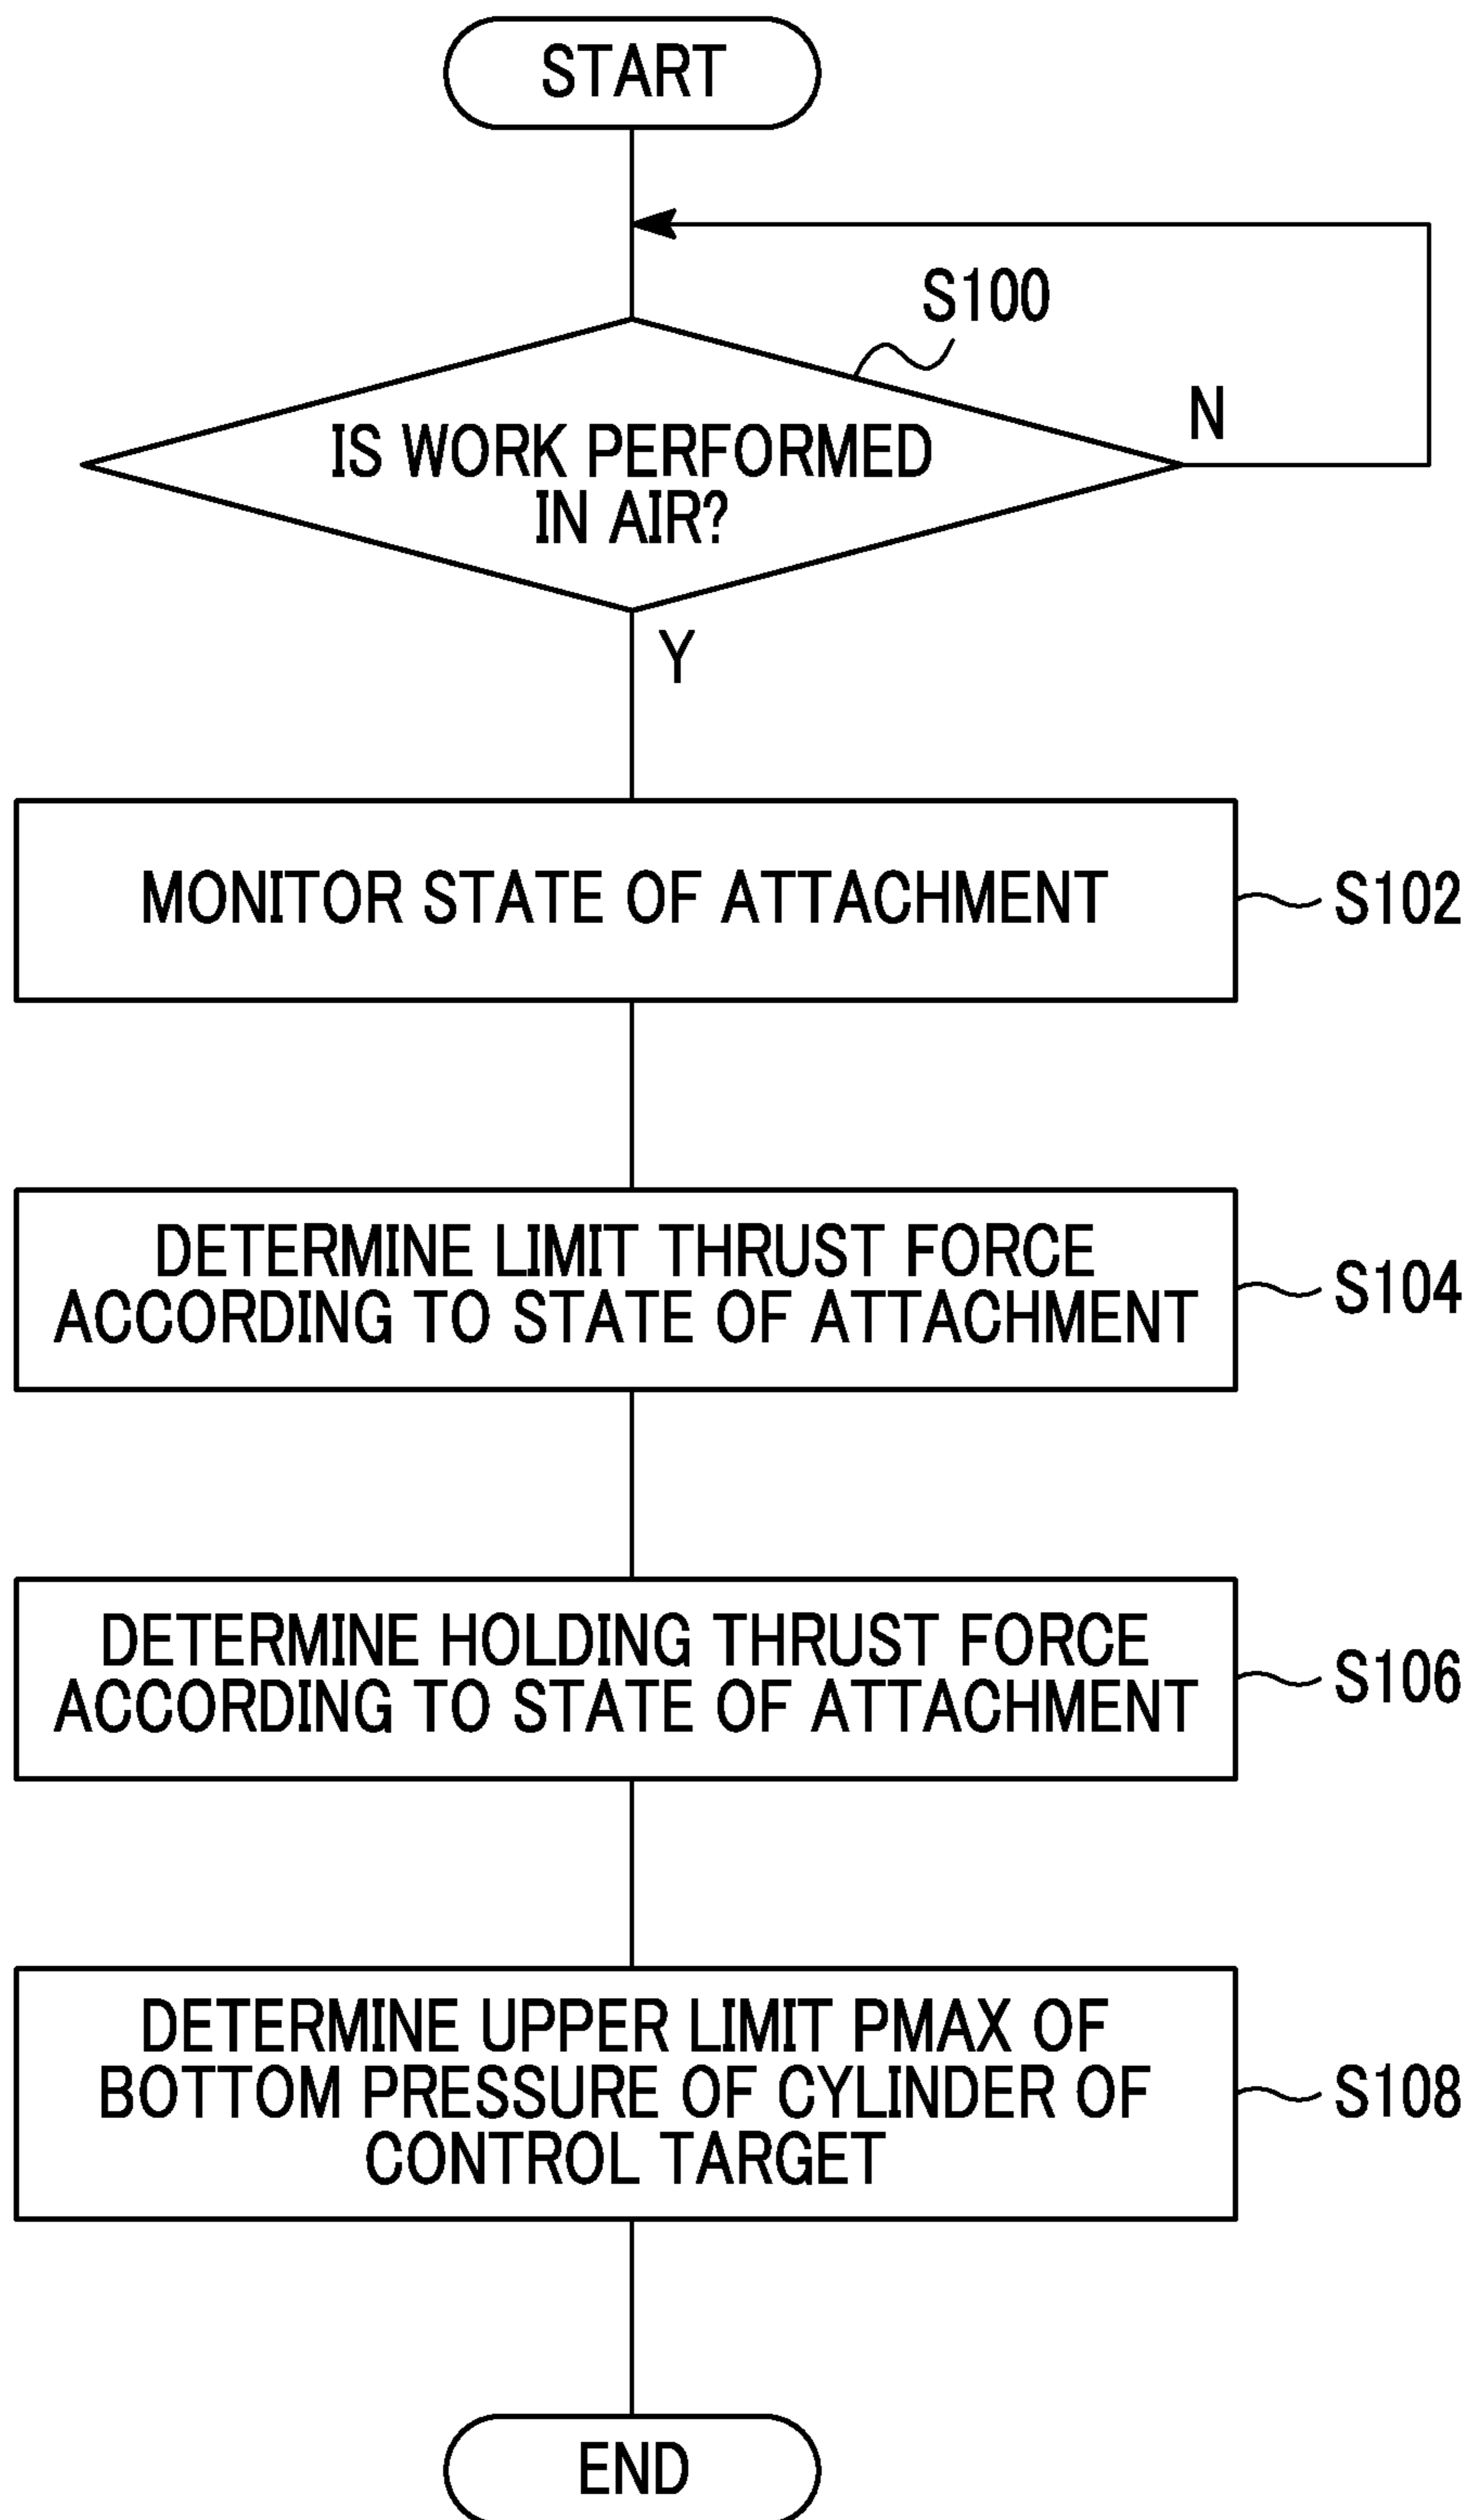 START
S100
N
IS WORK PERFORMED
IN AIR?
Y
MONITOR STATE OF ATTACHMENT
S102
DETERMINE LIMIT THRUST FORCE
ACCORDING TO STATE OF ATTACHMENT
S104
DETERMINE HOLDING THRUST FORCE
ACCORDING TO STATE OF ATTACHMENT
S106
DETERMINE UPPER LIMIT PMAX OF
BOTTOM PRESSURE OF CYLINDER OF
CONTROL TARGET
S108
END